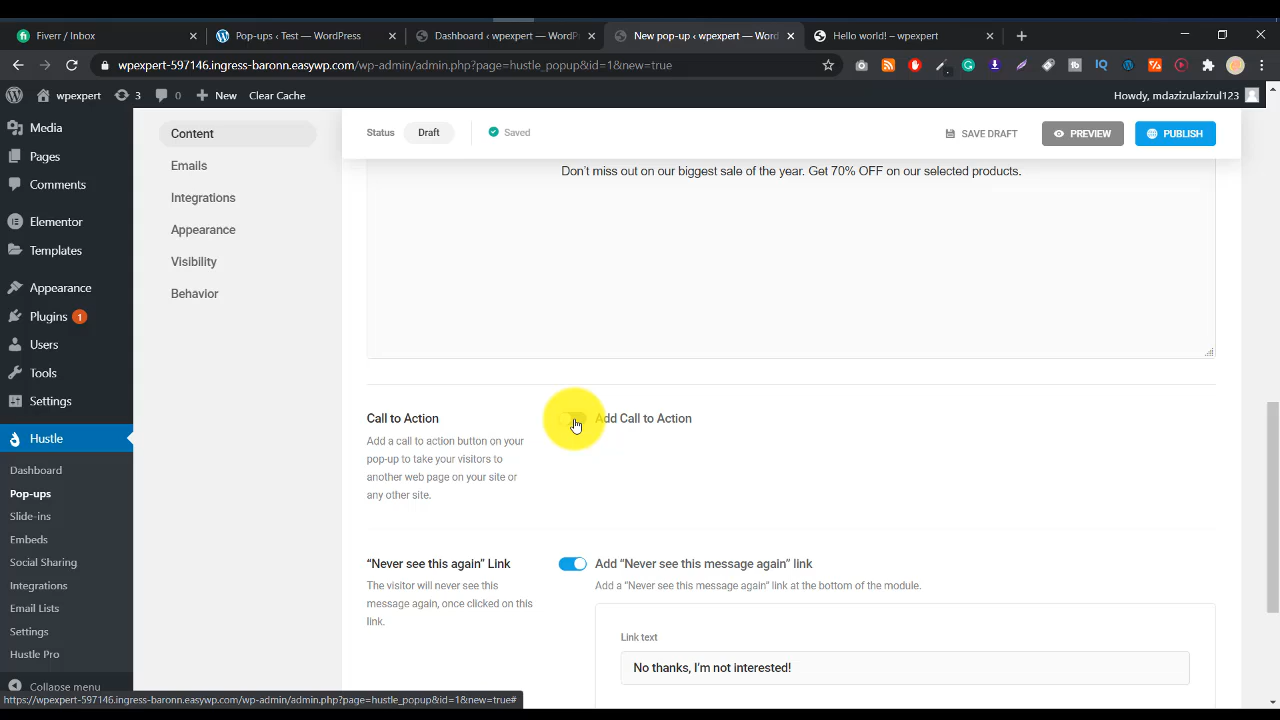 Fiverr / Inbox
Pop-ups ‹ Test — WordPress
Dashboard ‹ wpexpert — WordP
New pop-up ‹ wpexpert — Word
Hello world! – wpexpert
wpexpert-597146.ingress-baronn.easywp.com/wp-admin/admin.php?page=hustle_popup&id=1&new=true
wpexpert
3
0
New
Clear Cache
Howdy, mdazizulazizul123
Media
Pages
Comments
Elementor
Templates
Appearance
Plugins 1
Users
Tools
Settings
Hustle
Dashboard
Pop-ups
Slide-ins
Embeds
Social Sharing
Integrations
Email Lists
Settings
Hustle Pro
Collapse menu
Content
Emails
Integrations
Appearance
Visibility
Behavior
Status
Draft
Saved
SAVE DRAFT
PREVIEW
PUBLISH
Don't miss out on our biggest sale of the year. Get 70% OFF on our selected products.
Call to Action
Add a call to action button on your
pop-up to take your visitors to
another web page on your site or
any other site.
Add Call to Action
“Never see this again” Link
The visitor will never see this
message again, once clicked on this
link.
Add “Never see this message again” link
Add a “Never see this message again” link at the bottom of the module.
Link text
No thanks, I'm not interested!
https://wpexpert-597146.ingress-baronn.easywp.com/wp-admin/admin.php?page=hustle_popup&id=1&new=true#